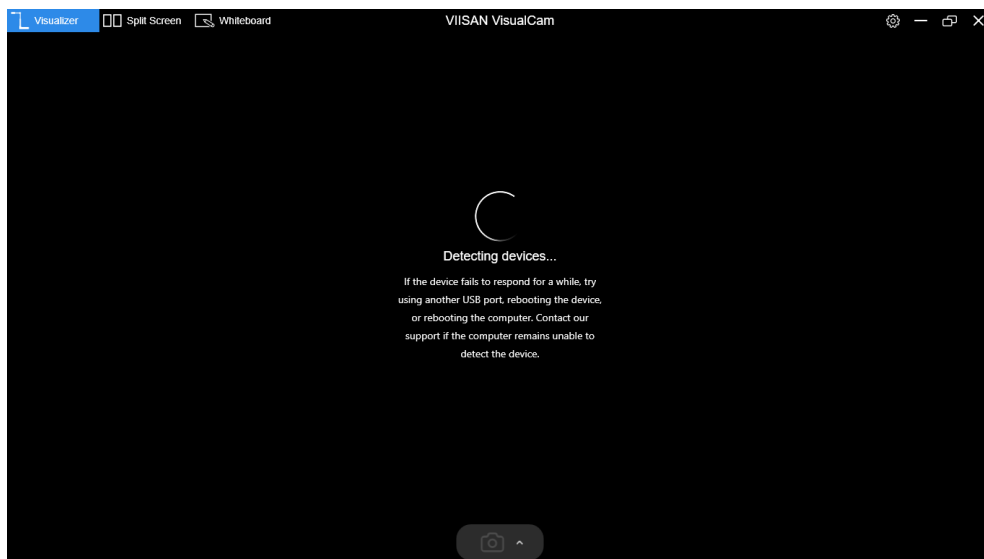 Visualizer Split Screen Whiteboard VIISAN VisualCam
Detecting devices...
If the device fails to respond for a while, try
using another USB port, rebooting the device,
or rebooting the computer. Contact our
support if the computer remains unable to
detect the device.